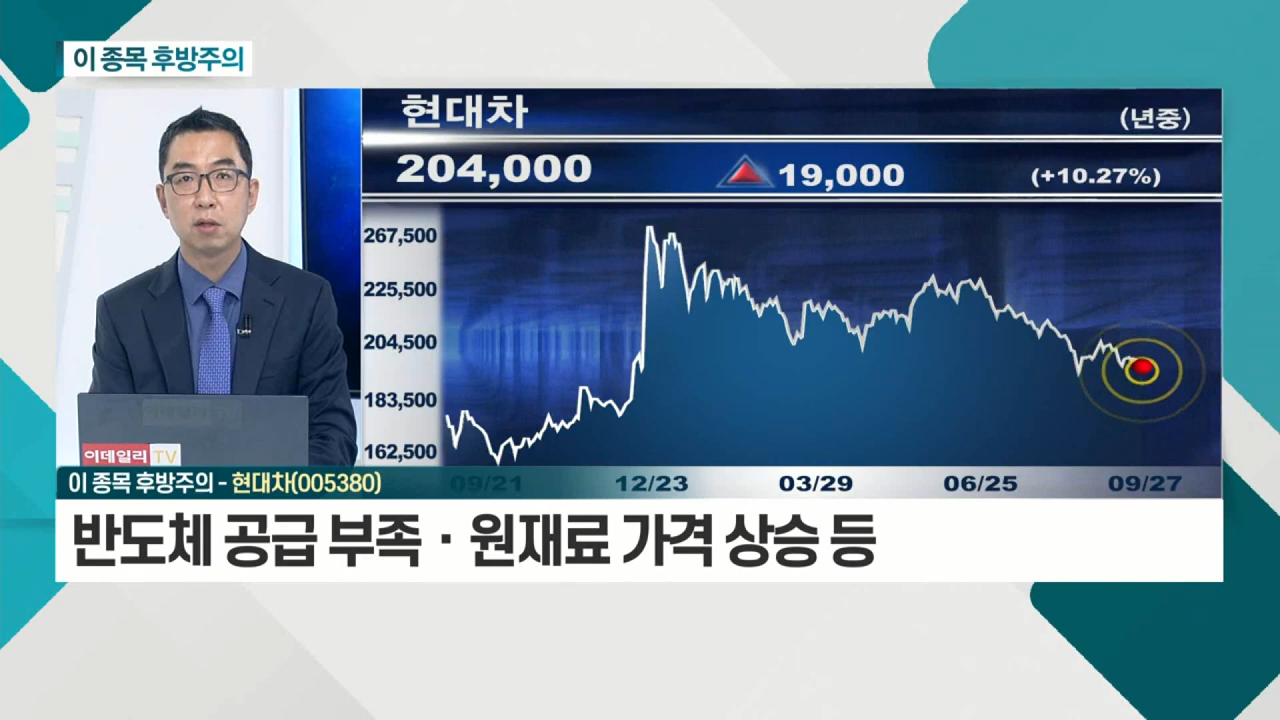 이 종목 후방주의
현대차
(년중)
204,000
19,000
(+10.27%)
267,500
225,500
204,500
183,500
162,500
이데일리 TV
이 종목 후방주의 - 현대차(005380)
09/21
12/23
03/29
06/25
09/27
반도체 공급 부족 · 원재료 가격 상승 등